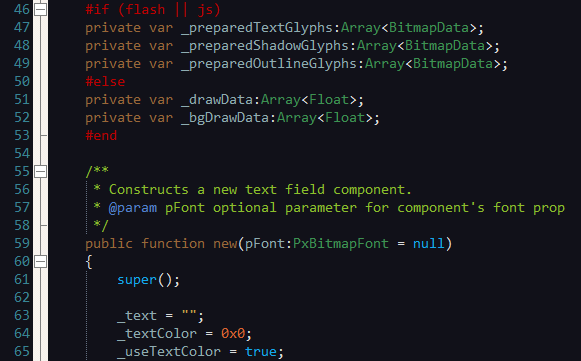 46 #if (flash || js)
47 private var _preparedTextGlyphs:Array<BitmapData>;
48 private var _preparedShadowGlyphs:Array<BitmapData>;
49 private var _preparedOutlineGlyphs:Array<BitmapData>;
50 #else
51 private var _drawData:Array<Float>;
52 private var _bgDrawData:Array<Float>;
53 #end
54
55 /**
56 * Constructs a new text field component.
57 * @param pFont optional parameter for component's font prop
58 */
59 public function new(pFont:PxBitmapFont = null)
60 {
61 super();
62
63 _text = "";
64 _textColor = 0x0;
65 _useTextColor = true;